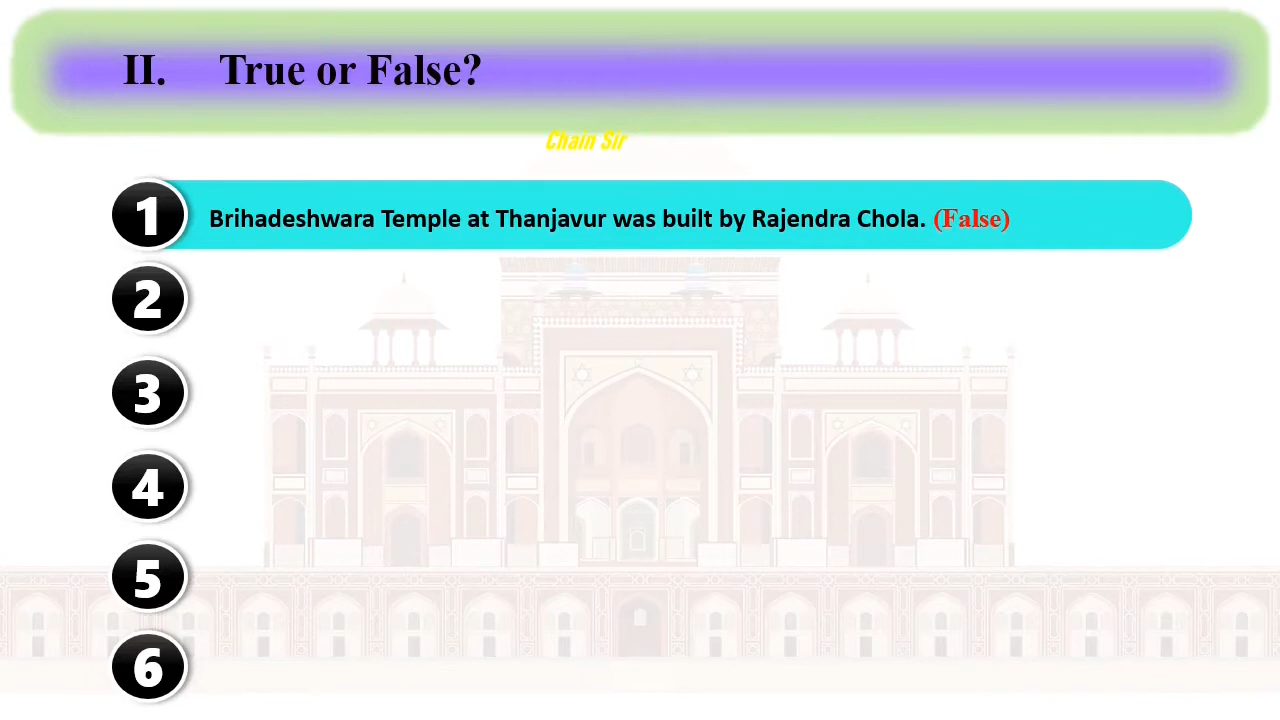 II. True or False?
Chain Sir
1 Brihadeshwara Temple at Thanjavur was built by Rajendra Chola. (False)
2
3
4
5
6